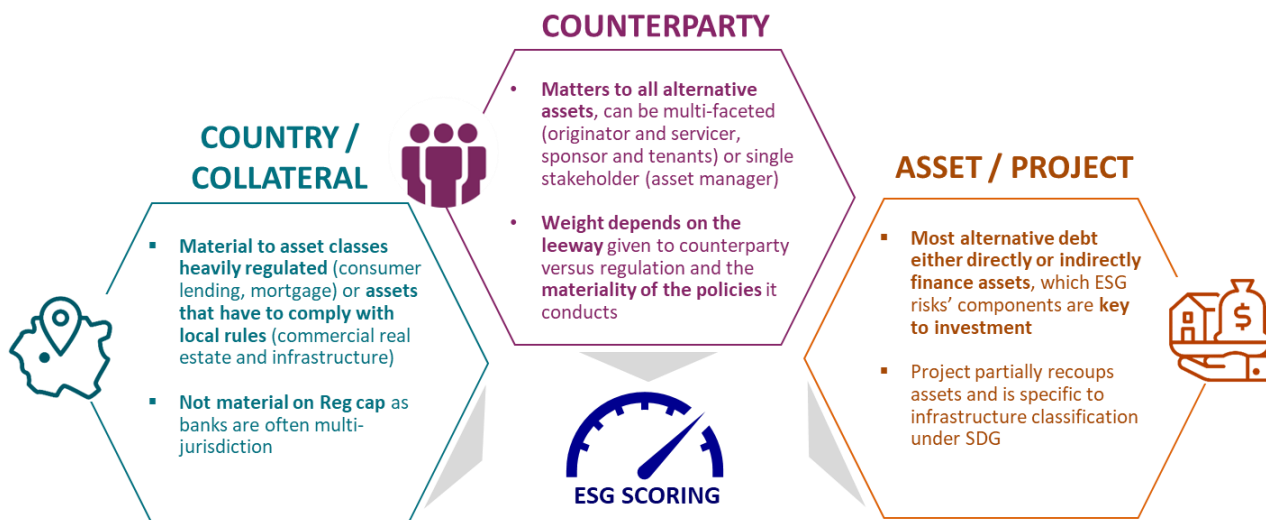 COUNTRY /
COLLATERAL
▪ Material to asset classes
heavily regulated (consumer
lending, mortgage) or assets
that have to comply with
local rules (commercial real
estate and infrastructure)
▪ Not material on Reg cap as
banks are often multi-
jurisdiction
COUNTERPARTY
• Matters to all alternative
assets, can be multi-faceted
(originator and servicer,
sponsor and tenants) or single
stakeholder (asset manager)
• Weight depends on the
leeway given to counterparty
versus regulation and the
materiality of the policies it
conducts
ASSET / PROJECT
▪ Most alternative debt
either directly or indirectly
finance assets, which ESG
risks’ components are key
to investment
▪ Project partially recoups
assets and is specific to
infrastructure classification
under SDG
$
ESG SCORING